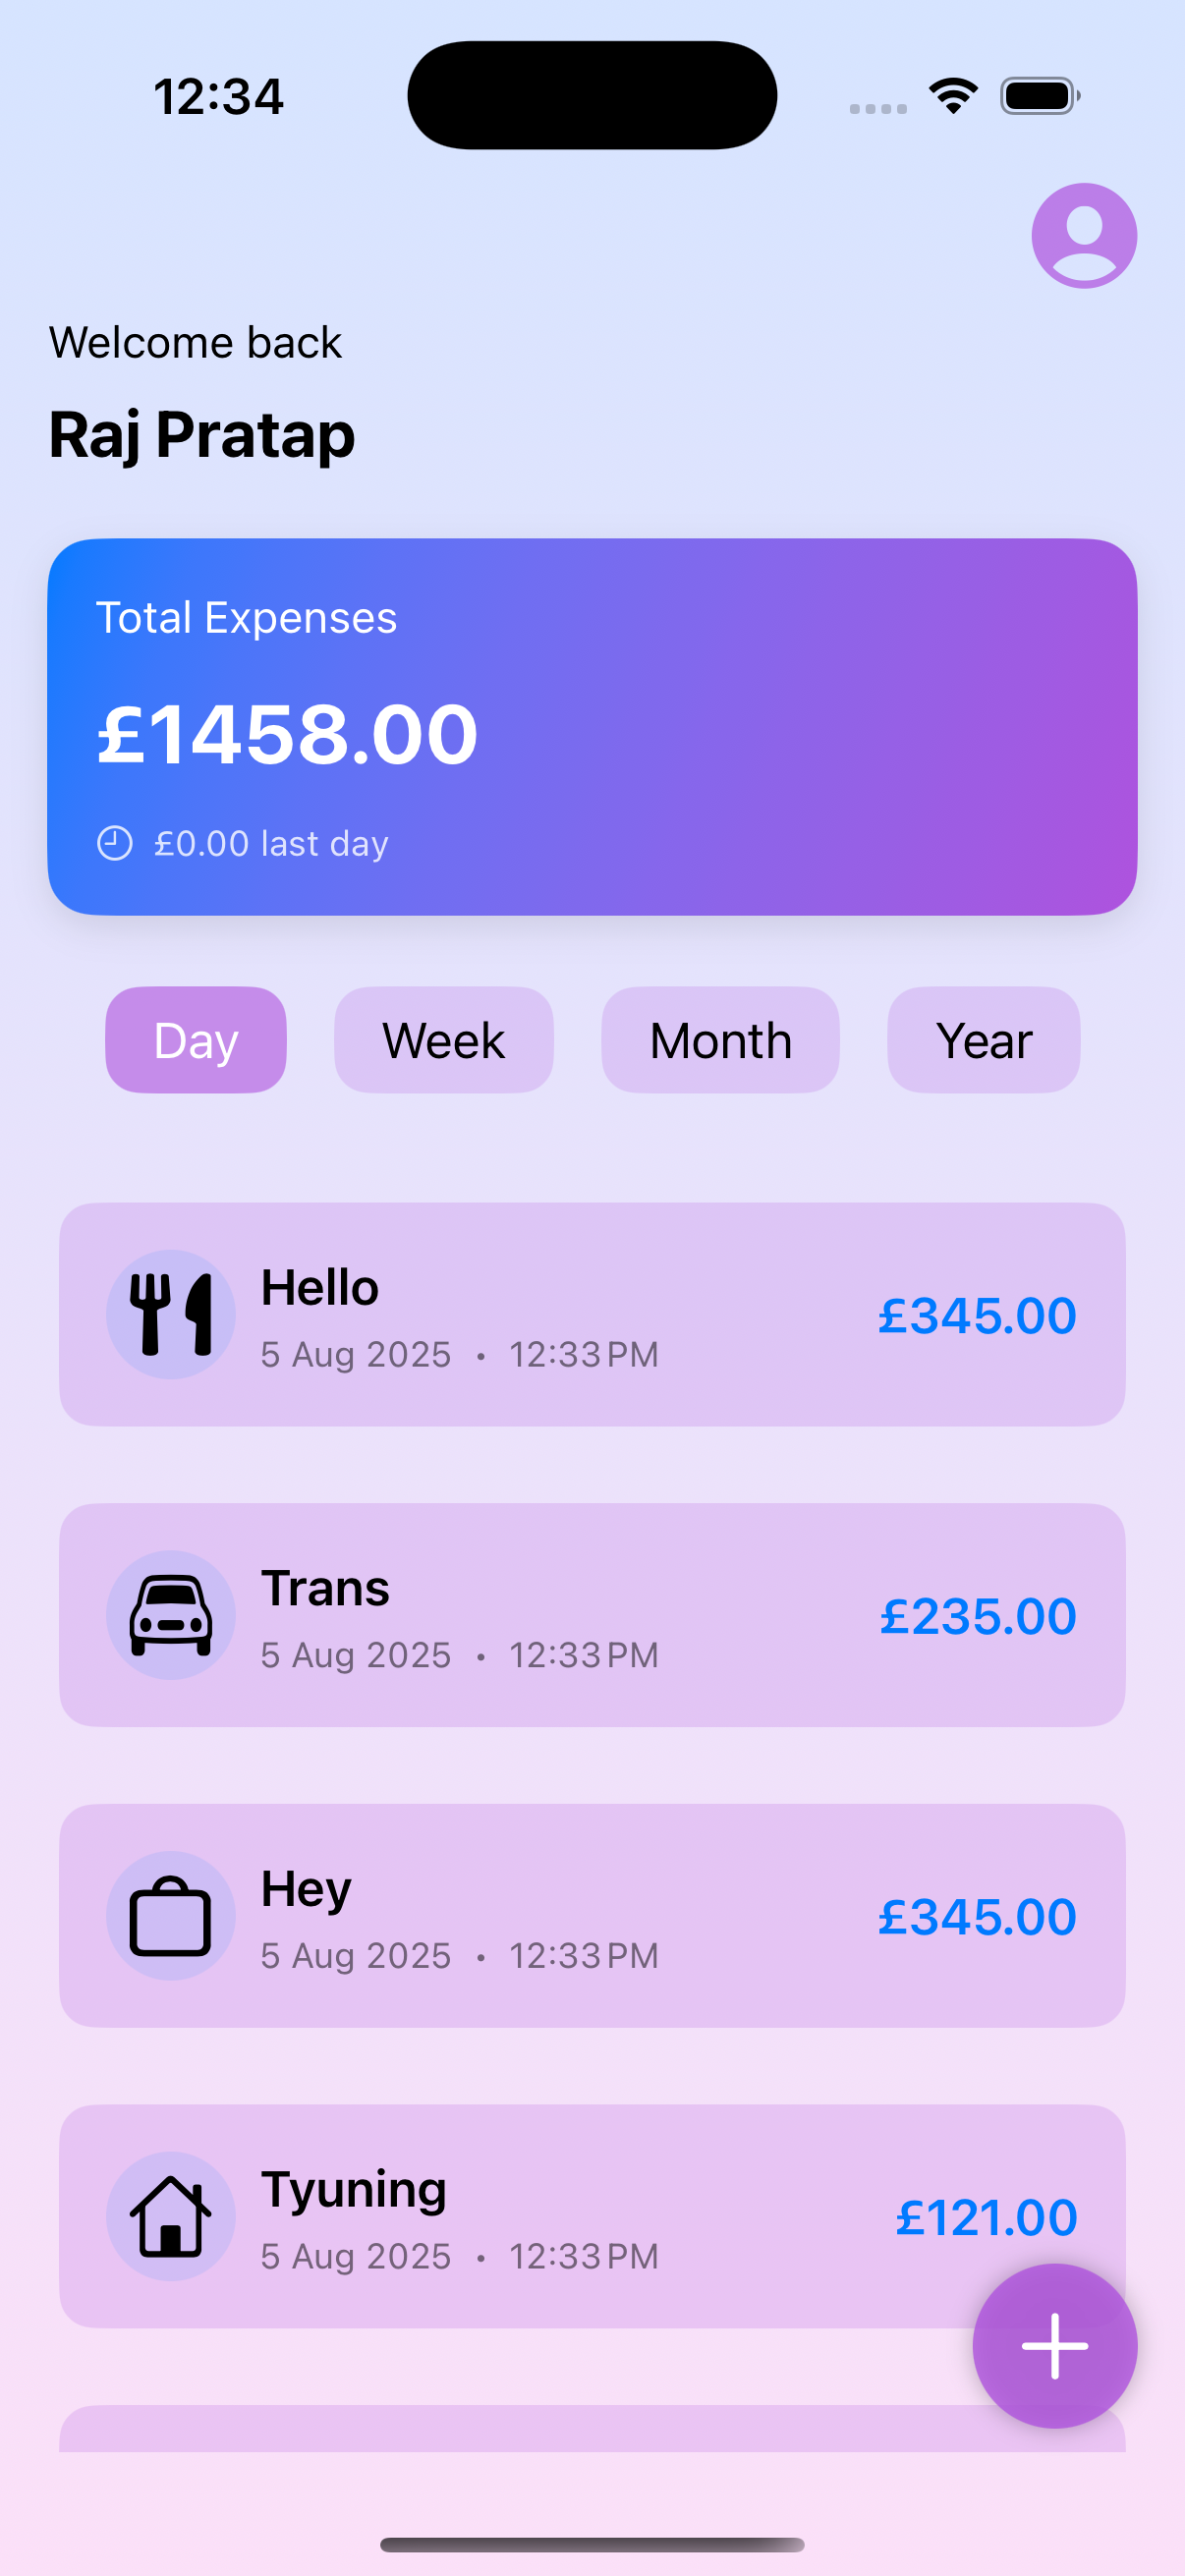 12:34
Welcome back
Raj Pratap
Total Expenses
£1458.00
£0.00 last day
Day Week Month Year
Hello
5 Aug 2025 • 12:33 PM
£345.00
Trans
5 Aug 2025 • 12:33 PM
£235.00
Hey
5 Aug 2025 • 12:33 PM
£345.00
Tyuning
5 Aug 2025 • 12:33 PM
£121.00